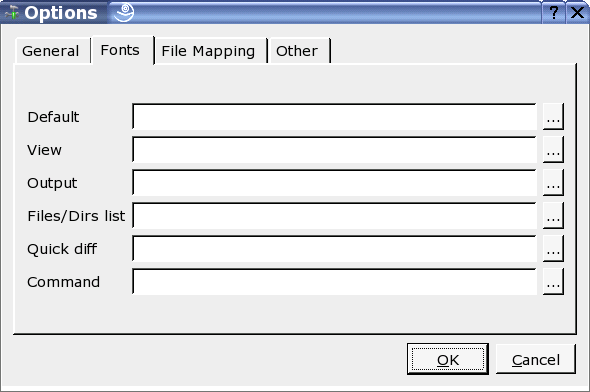 Options ? X
General Fonts File Mapping Other
Default ...
View ...
Output ...
Files/Dirs list ...
Quick diff ...
Command ...
OK Cancel